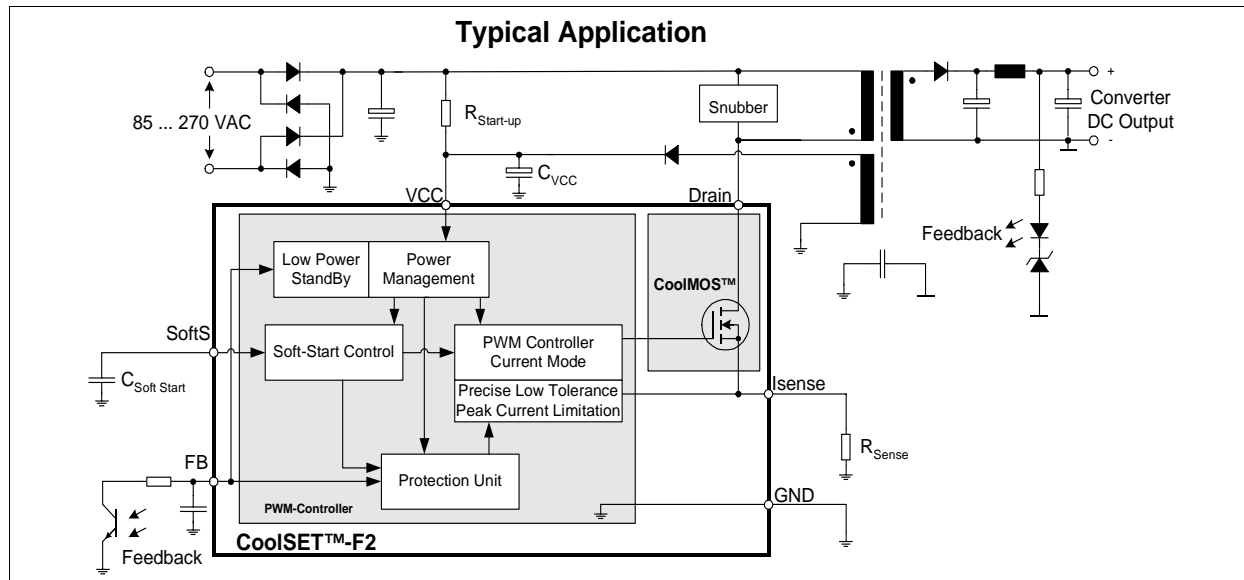 Typical Application
85 ... 270 VAC
RStart-up
Snubber
+
Converter
DC Output
-
CVCC
VCC
Drain
Feedback
Low Power
StandBy
Power
Management
CoolMOS™
SoftS
Soft-Start Control
PWM Controller
Current Mode
CSoft Start
Precise Low Tolerance
Peak Current Limitation
Isense
RSense
FB
Protection Unit
GND
PWM-Controller
CoolSET™-F2
Feedback